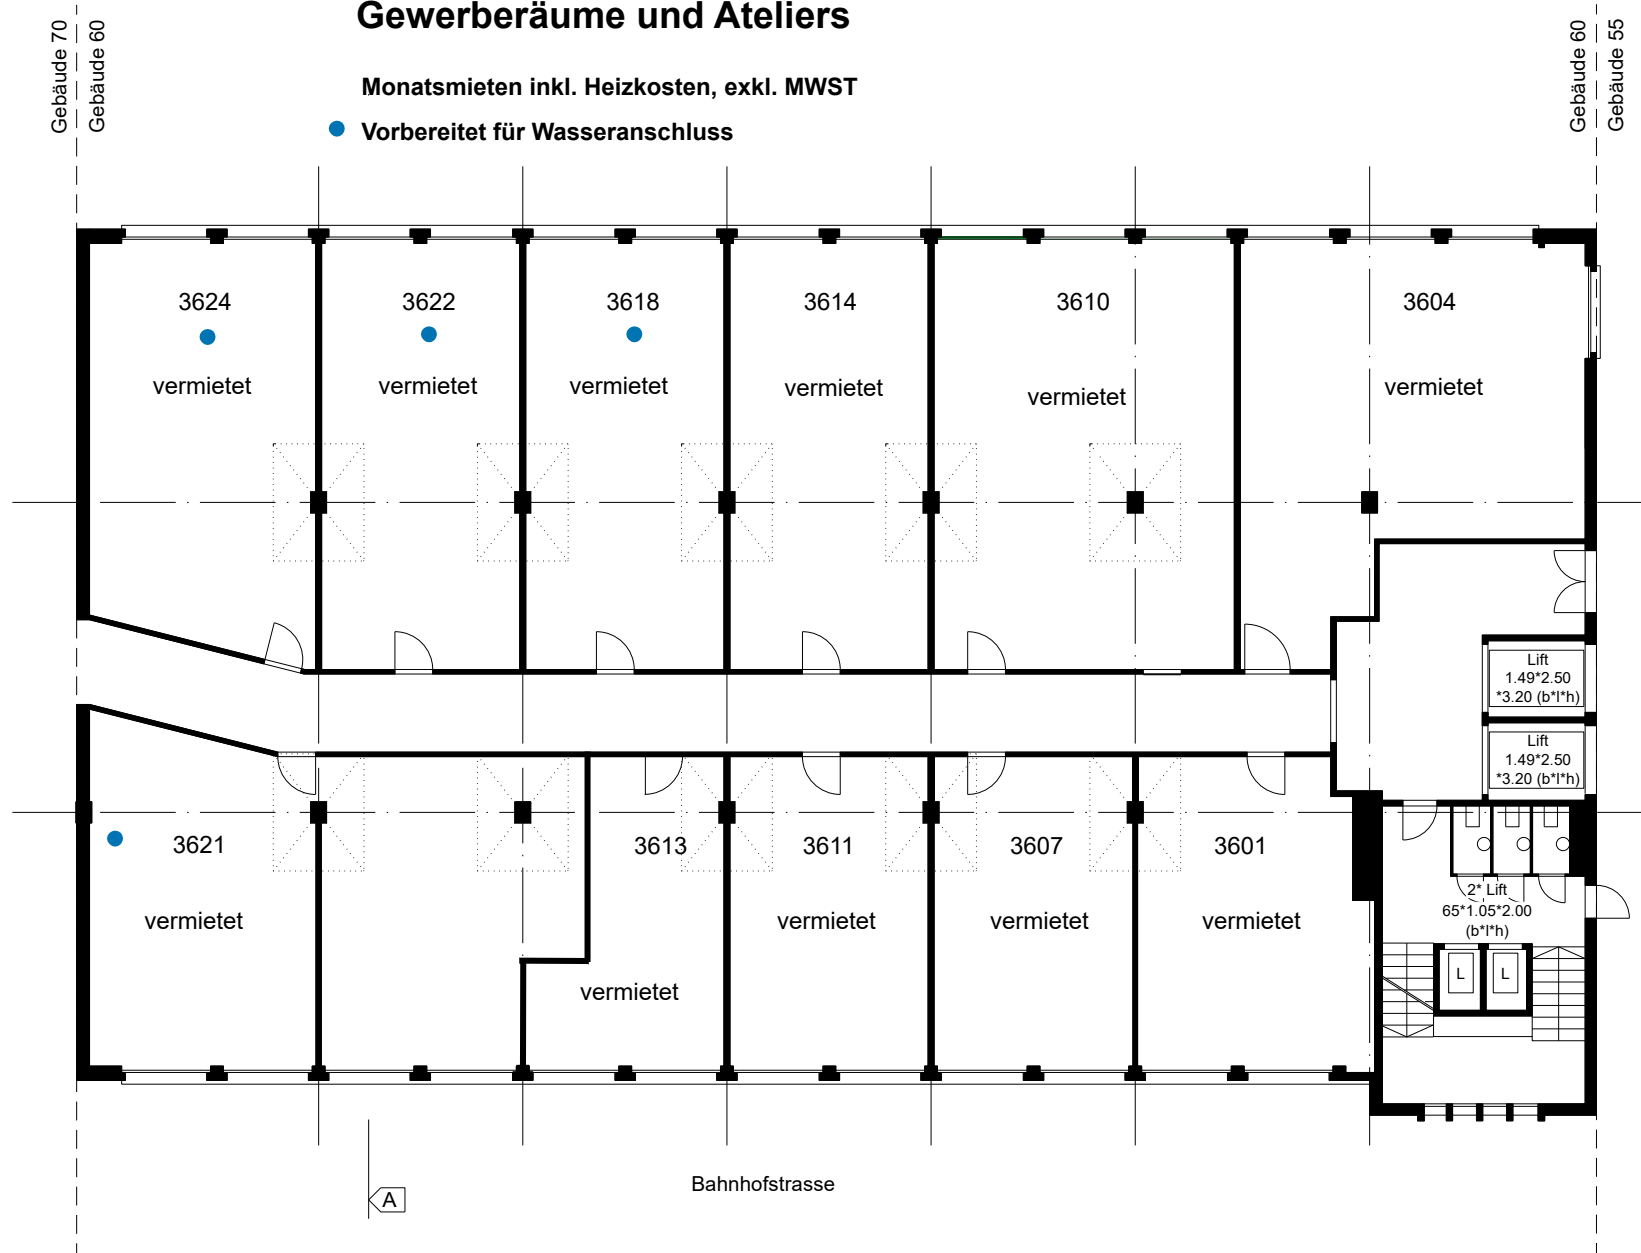 Gewerberäume und Ateliers
Gebäude 70
Gebäude 60
Gebäude 60
Gebäude 55
Monatsmieten inkl. Heizkosten, exkl. MWST
Vorbereitet für Wasseranschluss
3624
3622
3618
3614
3610
3604
vermietet
vermietet
vermietet
vermietet
vermietet
vermietet
Lift
1.49*2.50
*3.20 (b*l*h)
Lift
1.49*2.50
*3.20 (b*l*h)
3621
3613
3611
3607
3601
vermietet
vermietet
vermietet
vermietet
vermietet
2* Lift
65*1.05*2.00
(b*l*h)
L
L
A
Bahnhofstrasse